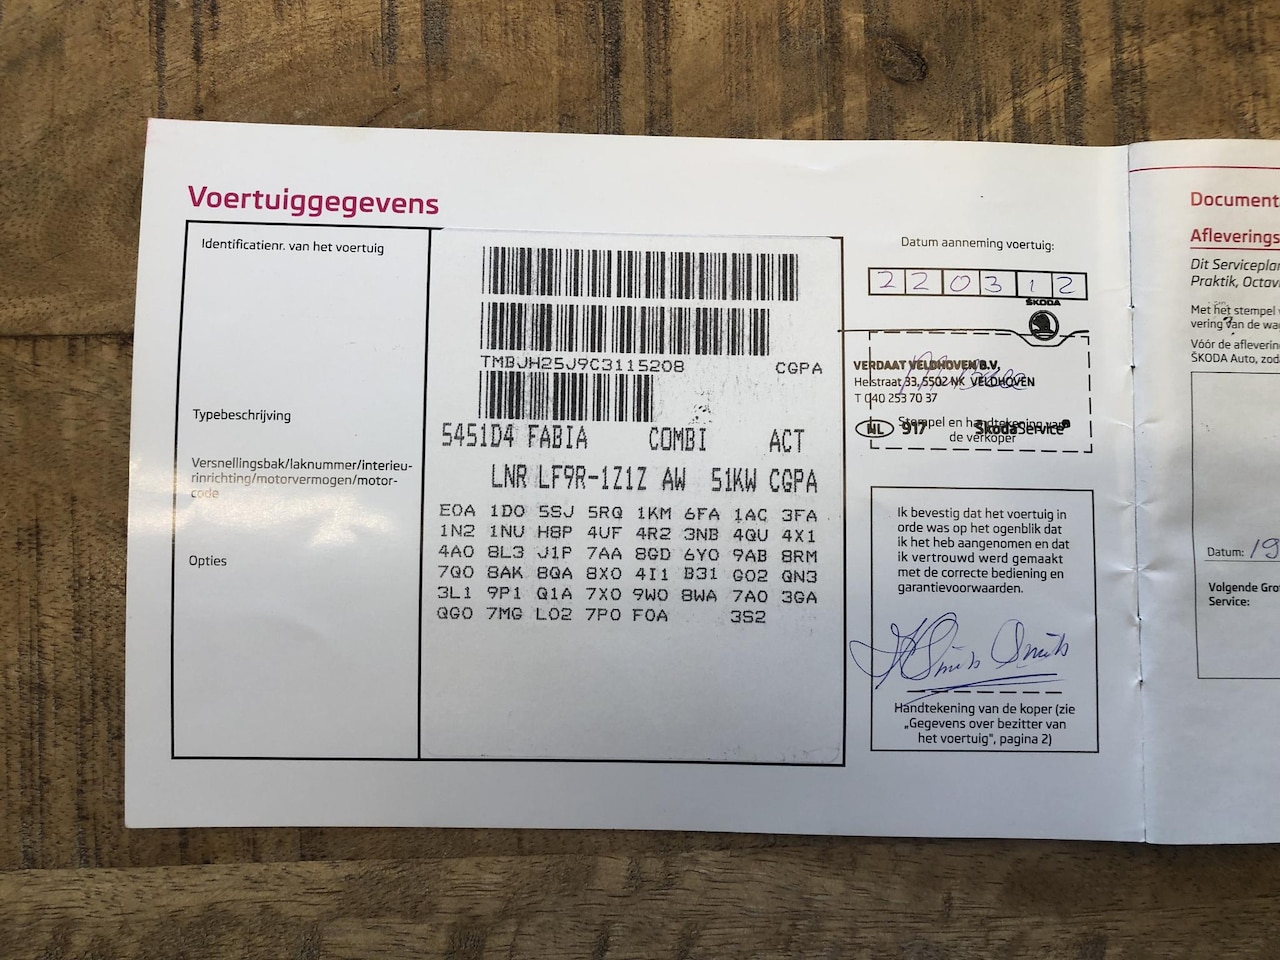 Voertuiggegevens
Identificatienr. van het voertuig
TMBJH25J9C3115208 CGPA
Typebeschrijving
5451D4 FABIA COMBI ACT
Versnellingsbak/laknummer/interieu-
rinrichting/motorvermogen/motor-
code
LNR LF9R-1Z1Z AW 51KW CGPA
Opties
E0A 1D0 5SJ 5RQ 1KM 6FA 1AC 3FA
1N2 1NU H8P 4UF 4R2 3NB 4QU 4X1
4A0 8L3 J1P 7AA 8GD 6Y0 9AB 8RM
7Q0 8AK 8QA 8X0 4I1 B31 G02 QN3
3L1 9P1 Q1A 7X0 9W0 8WA 7A0 3GA
QG0 7MG L02 7P0 F0A 3S2
Datum aanneming voertuig:
220312
ŠKODA
VERDAAT VELDHOVEN B.V.
Heistraat 33, 5502 NK VELDHOVEN
T 040 253 70 37
Stempel en handtekening van
de verkoper
NL 917 ŠkodaService
Ik bevestig dat het voertuig in
orde was op het ogenblik dat
ik het heb aangenomen en dat
ik vertrouwd werd gemaakt
met de correcte bediening en
garantievoorwaarden.
Handtekening van de koper (zie
„Gegevens over bezitter van
het voertuig", pagina 2)
Document
Afleverings
Dit Serviceplan
Praktik, Octavi
Met het stempel
vering van de wa
Vóór de aflevering
ŠKODA Auto, zoda
Datum: 19
Volgende Gro
Service: